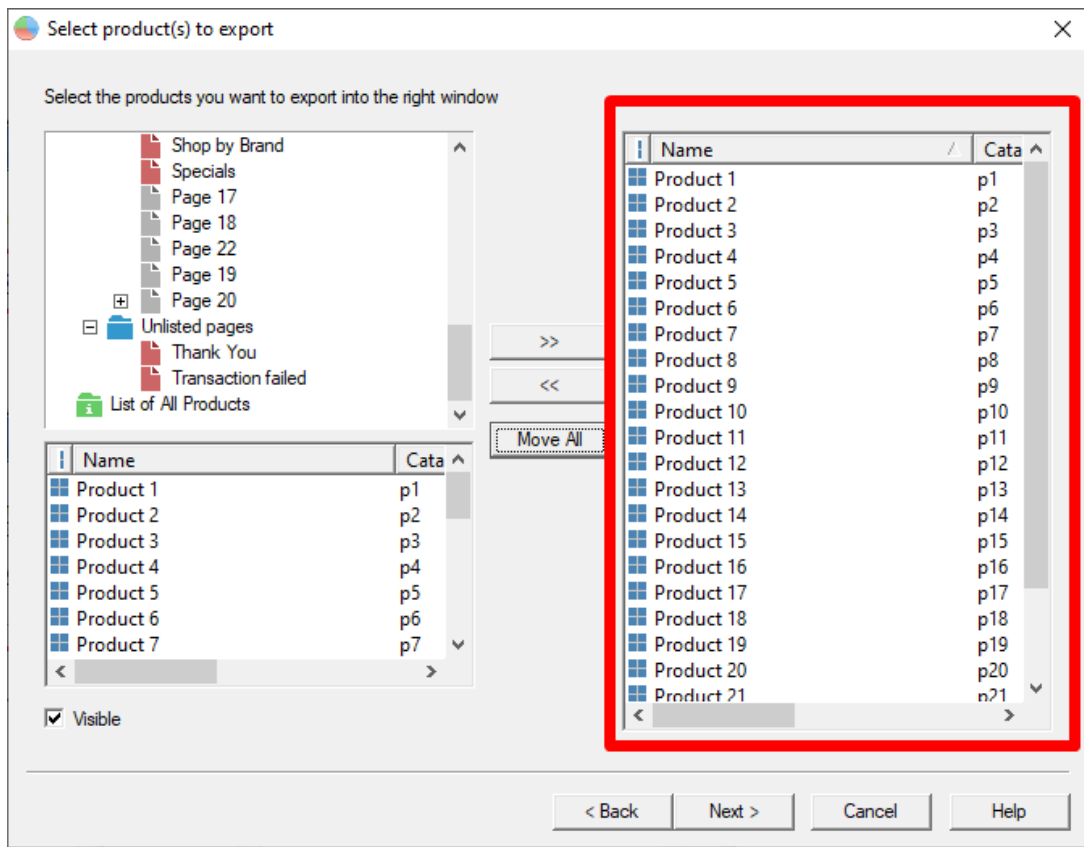 Select product(s) to export
Select the products you want to export into the right window
Shop by Brand
Specials
Page 17
Page 18
Page 22
Page 19
Page 20
Unlisted pages
Thank You
Transaction failed
List of All Products
Name Cata
Product 1 p1
Product 2 p2
Product 3 p3
Product 4 p4
Product 5 p5
Product 6 p6
Product 7 p7
Visible
>>
<<
Move All
Name Cata
Product 1 p1
Product 2 p2
Product 3 p3
Product 4 p4
Product 5 p5
Product 6 p6
Product 7 p7
Product 8 p8
Product 9 p9
Product 10 p10
Product 11 p11
Product 12 p12
Product 13 p13
Product 14 p14
Product 15 p15
Product 16 p16
Product 17 p17
Product 18 p18
Product 19 p19
Product 20 p20
Product 21 p21
< Back Next > Cancel Help